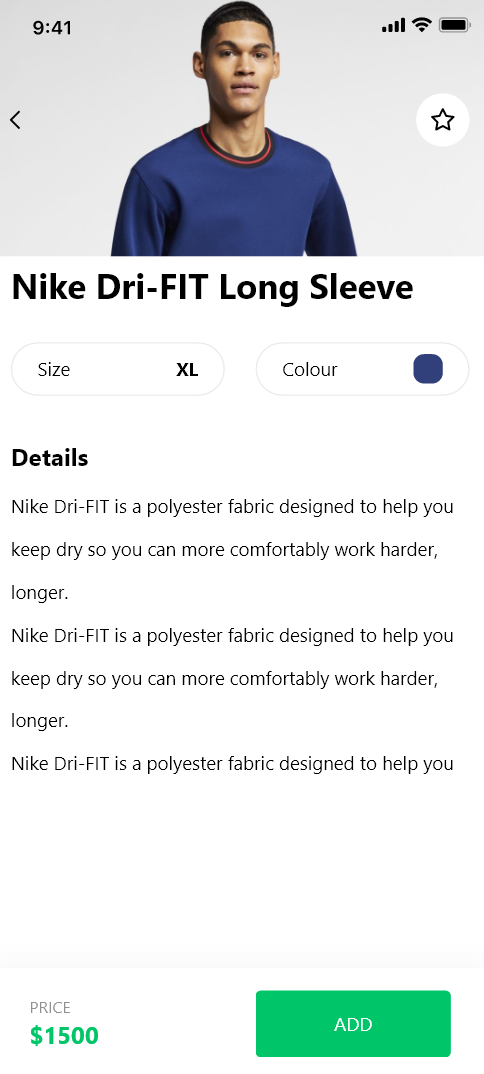 9:41
Nike Dri-FIT Long Sleeve
Size XL Colour
Details
Nike Dri-FIT is a polyester fabric designed to help you
keep dry so you can more comfortably work harder,
longer.
Nike Dri-FIT is a polyester fabric designed to help you
keep dry so you can more comfortably work harder,
longer.
Nike Dri-FIT is a polyester fabric designed to help you
PRICE
$1500
ADD